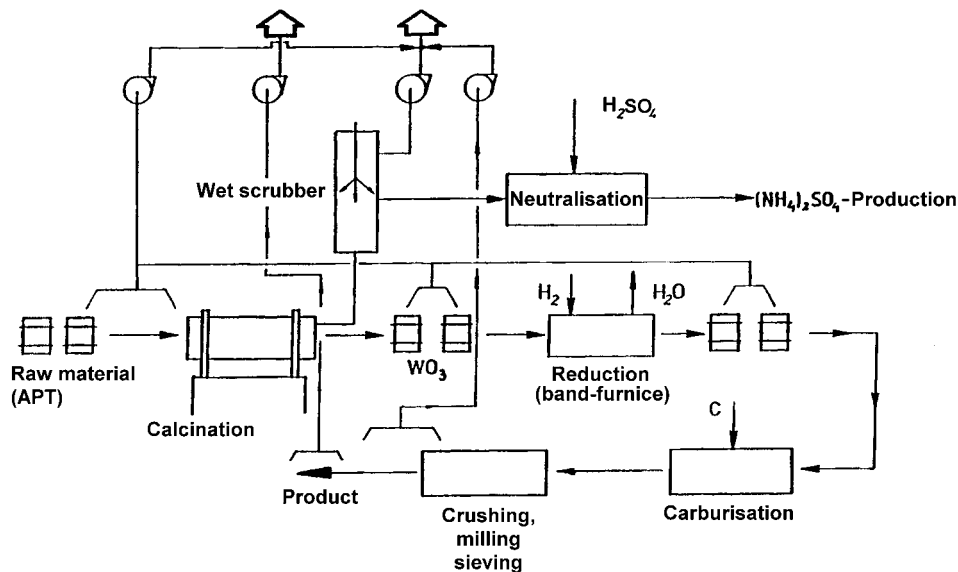 H2SO4
Wet scrubber
Neutralisation
(NH4)2SO4-Production
H2
H2O
Raw material
(APT)
WO3
Reduction
(band-furnice)
Calcination
C
Product
Crushing,
milling
sieving
Carburisation